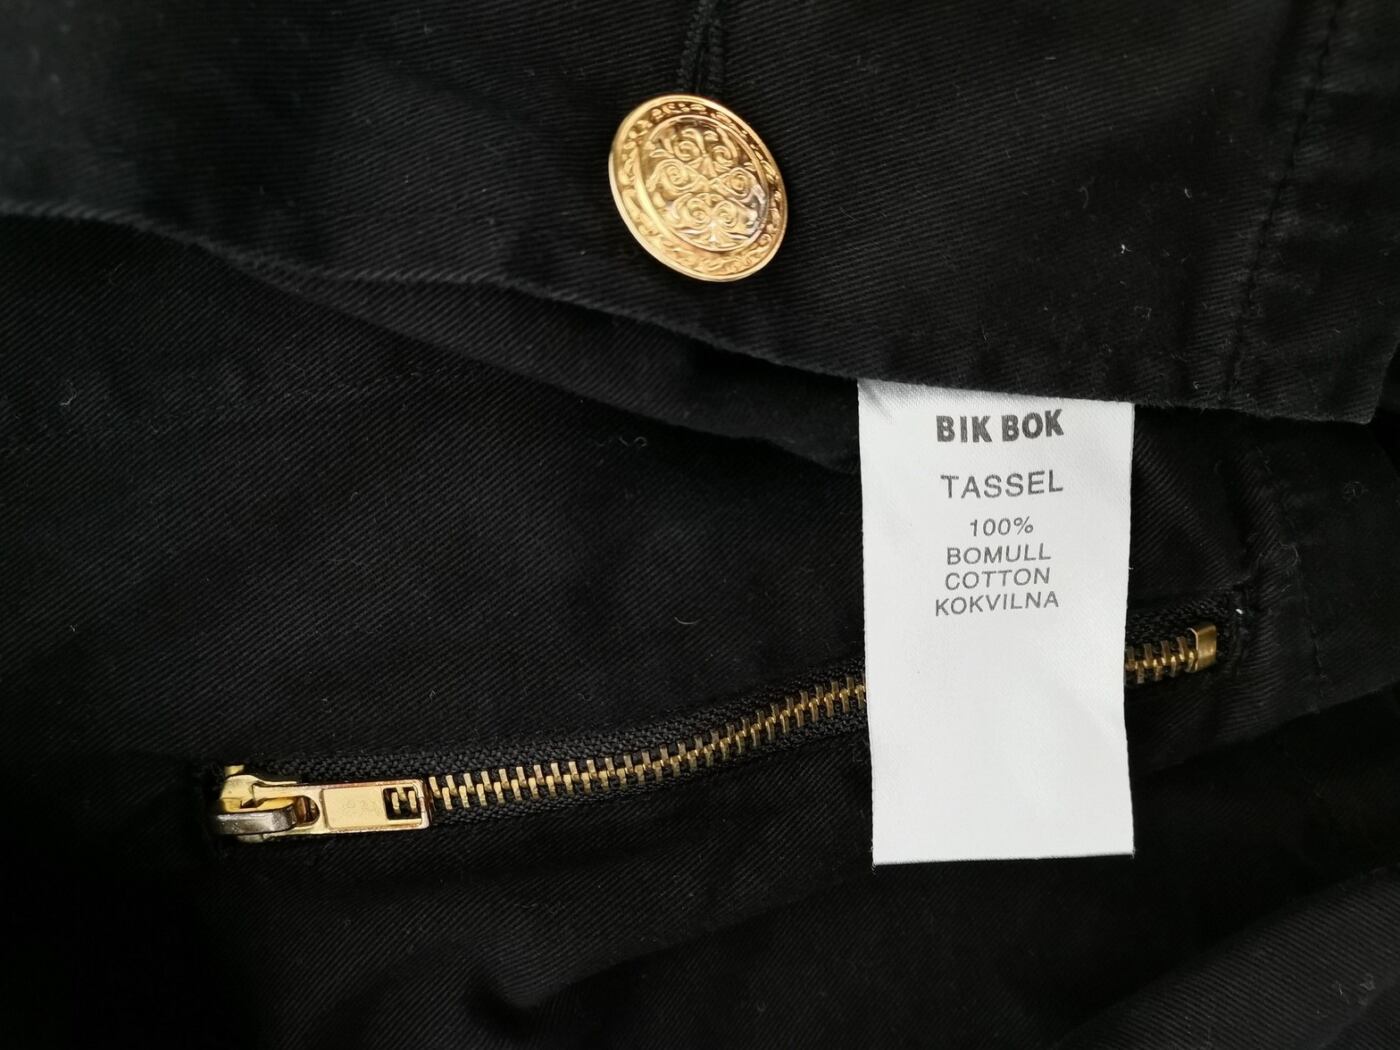 BIK BOK
TASSEL
100%
BOMULL
COTTON
KOKVILNA